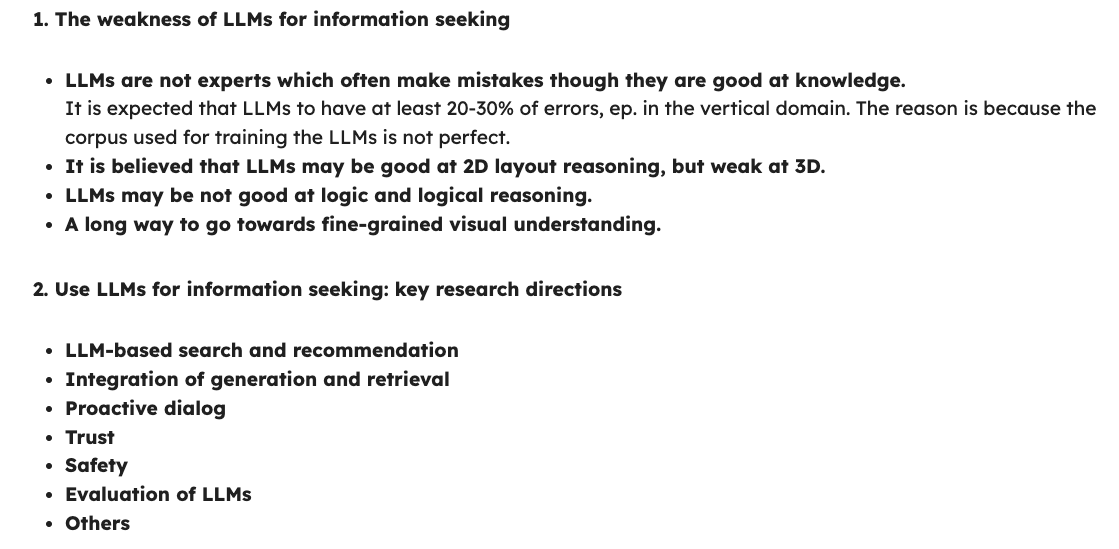 1. The weakness of LLMs for information seeking
• LLMs are not experts which often make mistakes though they are good at knowledge.
It is expected that LLMs to have at least 20-30% of errors, ep. in the vertical domain. The reason is because the
corpus used for training the LLMs is not perfect.
• It is believed that LLMs may be good at 2D layout reasoning, but weak at 3D.
• LLMs may be not good at logic and logical reasoning.
• A long way to go towards fine-grained visual understanding.
2. Use LLMs for information seeking: key research directions
• LLM-based search and recommendation
• Integration of generation and retrieval
• Proactive dialog
• Trust
• Safety
• Evaluation of LLMs
• Others